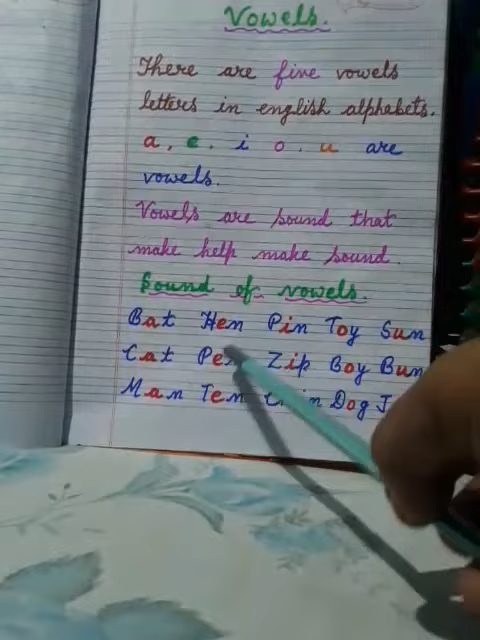 Vowels.
There are five vowels
letters in english alphabets.
a, e. i o. u are
vowels.
Vowels are sound that
make help make sound.
Sound of vowels.
Bat Hen Pin Toy Sun
Cat Pen Zip Boy Bun
Man Ten Dog